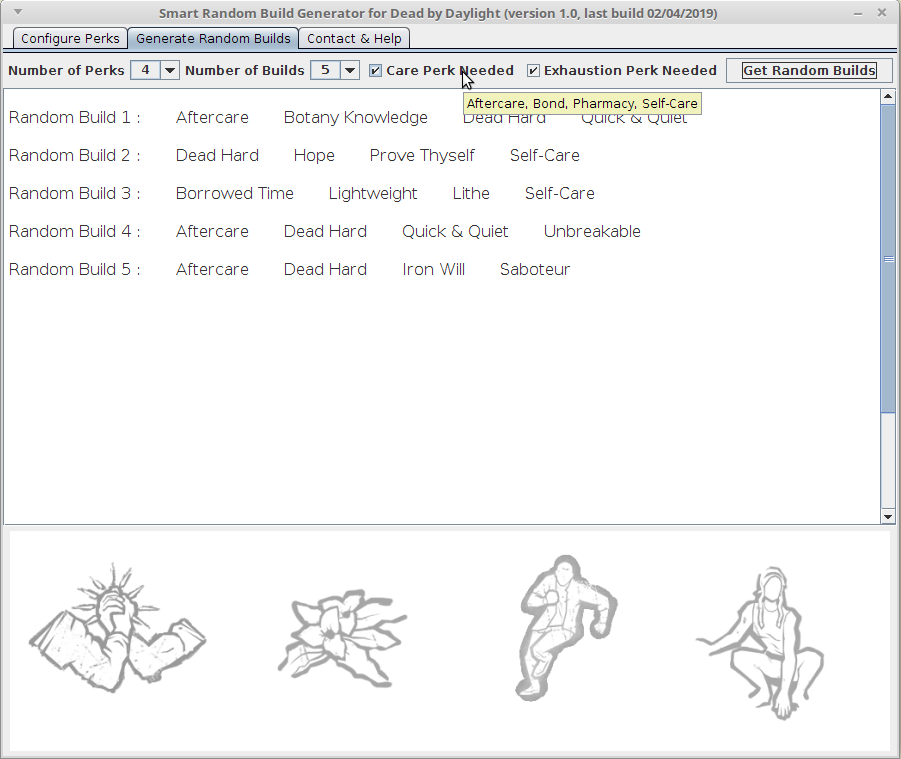 Smart Random Build Generator for Dead by Daylight (version 1.0, last build 02/04/2019)
Configure Perks Generate Random Builds Contact & Help
Number of Perks 4 Number of Builds 5 Care Perk Needed Exhaustion Perk Needed Get Random Builds
Aftercare, Bond, Pharmacy, Self-Care
Random Build 1 : Aftercare Botany Knowledge Dead Hard Quick & Quiet
Random Build 2 : Dead Hard Hope Prove Thyself Self-Care
Random Build 3 : Borrowed Time Lightweight Lithe Self-Care
Random Build 4 : Aftercare Dead Hard Quick & Quiet Unbreakable
Random Build 5 : Aftercare Dead Hard Iron Will Saboteur